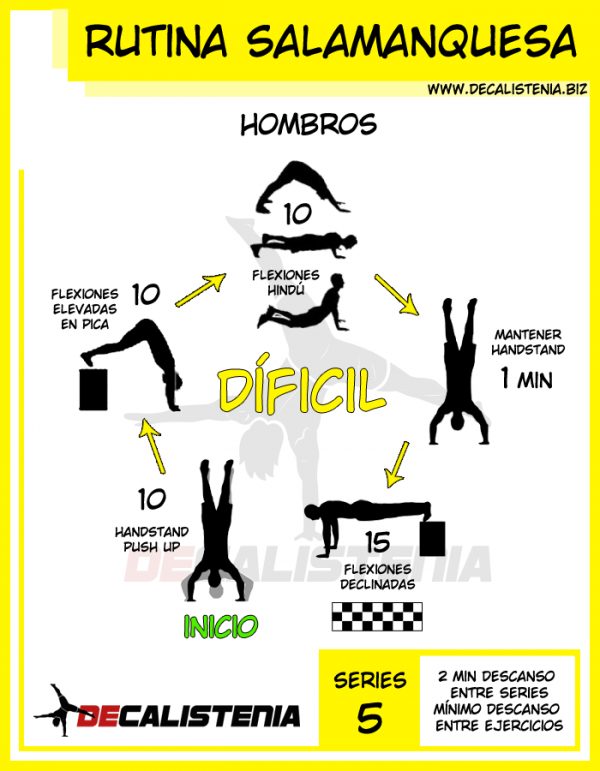 RUTINA SALAMANQUESA
WWW.DECALISTENIA.BIZ
HOMBROS
10
FLEXIONES
HINDÚ
FLEXIONES
ELEVADAS
EN PICA
10
MANTENER
HANDSTAND
1 MIN
DÍFICIL
10
HANDSTAND
PUSH UP
15
FLEXIONES
DECLINADAS
DECALISTENIA
INICIO
DECALISTENIA
SERIES
5
2 MIN DESCANSO
ENTRE SERIES
MÍNIMO DESCANSO
ENTRE EJERCICIOS